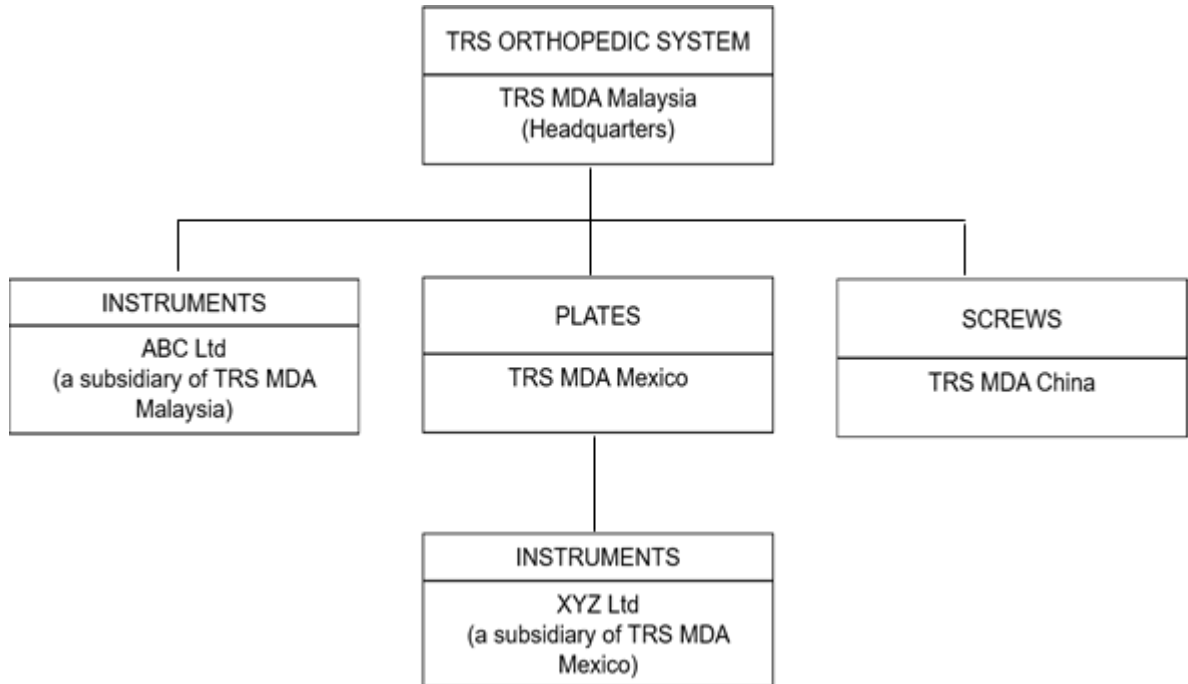 TRS ORTHOPEDIC SYSTEM
TRS MDA Malaysia
(Headquarters)
INSTRUMENTS
ABC Ltd
(a subsidiary of TRS MDA
Malaysia)
PLATES
TRS MDA Mexico
SCREWS
TRS MDA China
INSTRUMENTS
XYZ Ltd
(a subsidiary of TRS MDA
Mexico)